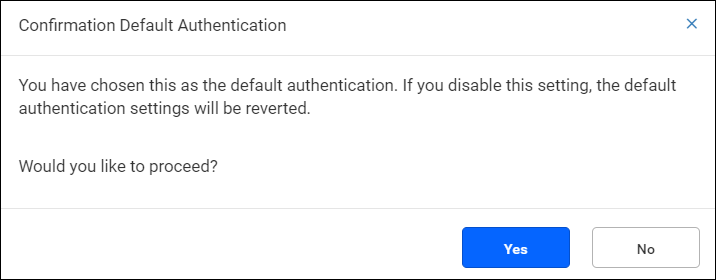 Confirmation Default Authentication
You have chosen this as the default authentication. If you disable this setting, the default
authentication settings will be reverted.
Would you like to proceed?
Yes
No